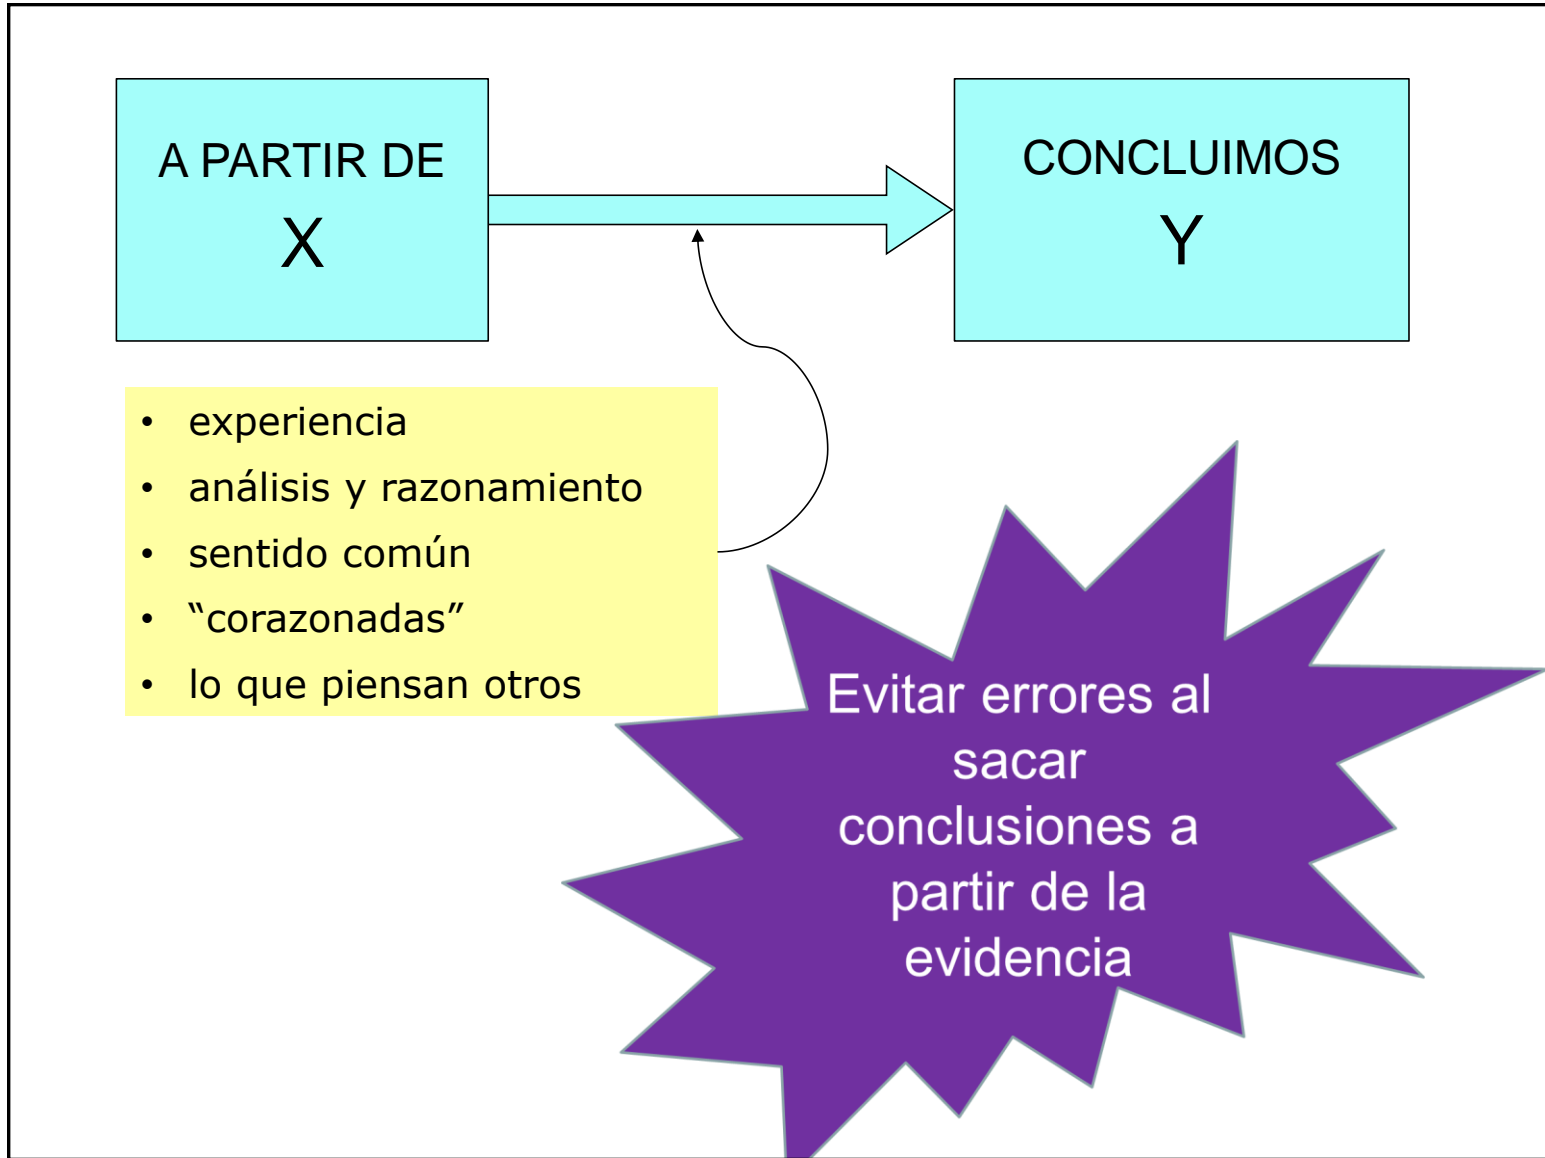 A PARTIR DE
X
CONCLUIMOS
Y
• experiencia
• análisis y razonamiento
• sentido común
• “corazonadas”
• lo que piensan otros
Evitar errores al
sacar
conclusiones a
partir de la
evidencia